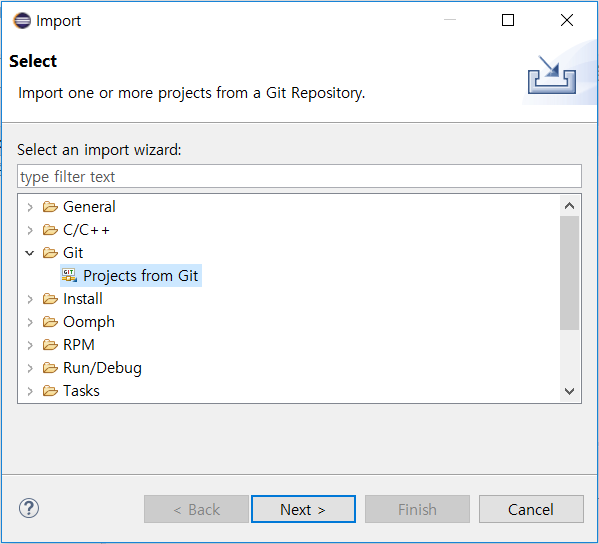 Import
Select
Import one or more projects from a Git Repository.
Select an import wizard:
type filter text
General
C/C++
Git
GIT Projects from Git
Install
Oomph
RPM
Run/Debug
Tasks
? < Back Next > Finish Cancel